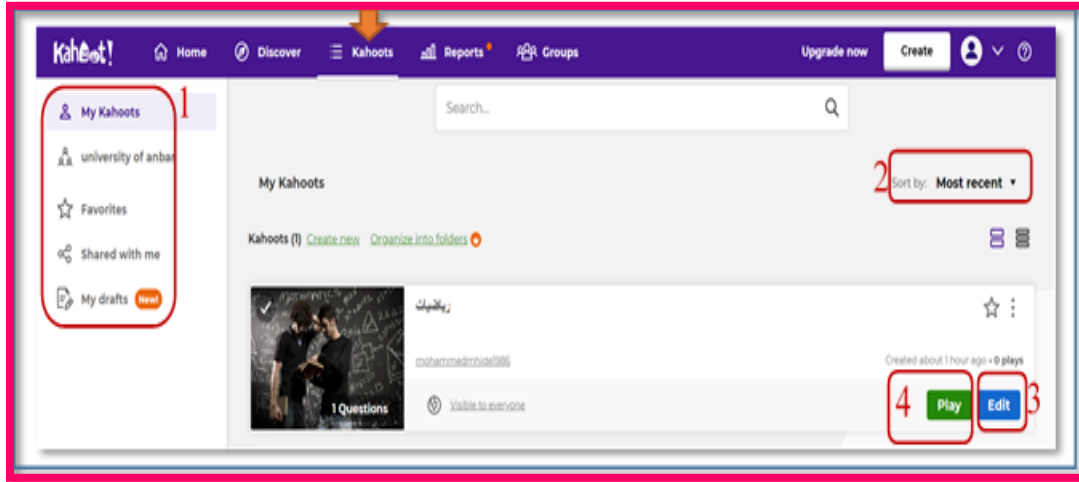 Kahoot! Home Discover Kahoots Reports Groups Upgrade now Create
1
My Kahoots
university of anbar
Favorites
Shared with me
My drafts New!
Search...
My Kahoots
2 Sort by: Most recent
Kahoots (1) Create new Organize into folders
رياضيات
mohammedmhide1986
Created about 1 hour ago • 0 plays
1 Questions
Visible to everyone
4 Play Edit 3